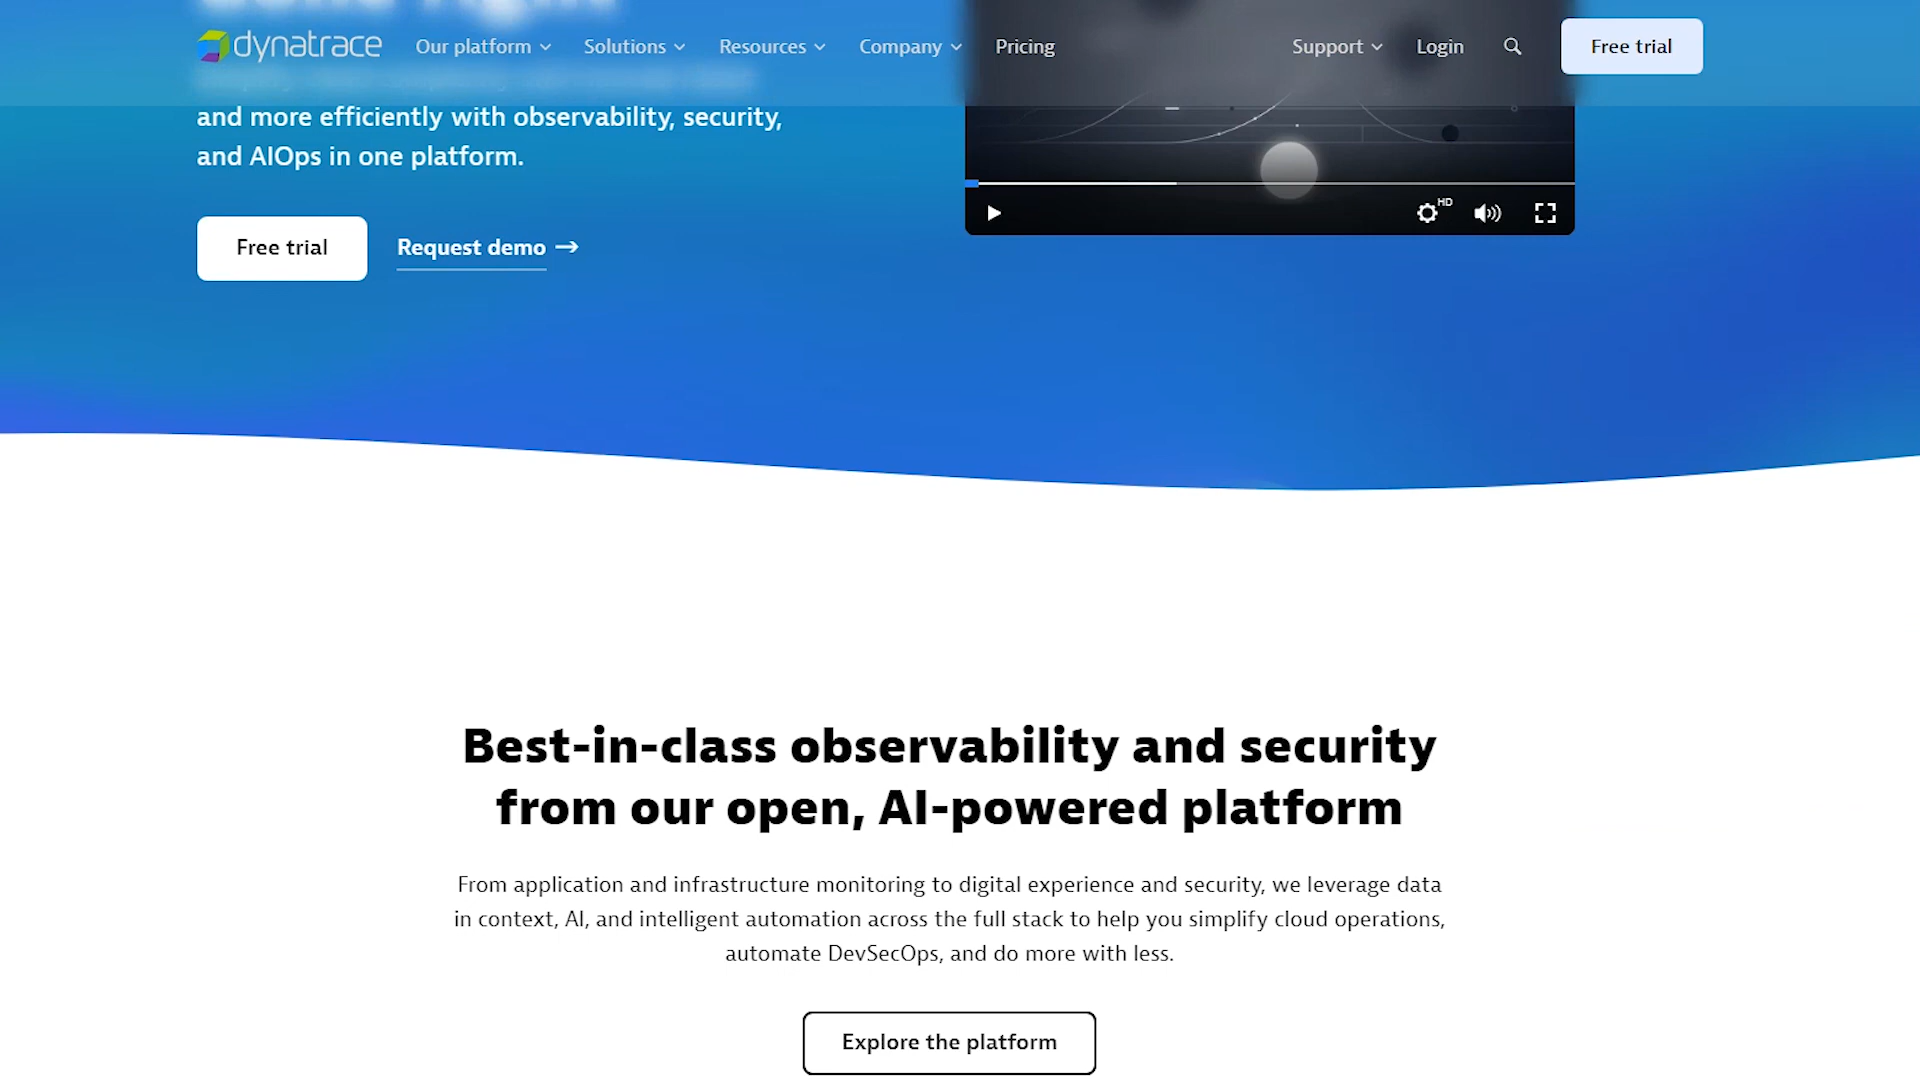 dynatrace Our platform Solutions Resources Company Pricing Support Login Free trial
and more efficiently with observability, security,
and AIOps in one platform.
HD
Free trial Request demo →
Best-in-class observability and security
from our open, AI-powered platform
From application and infrastructure monitoring to digital experience and security, we leverage data
in context, AI, and intelligent automation across the full stack to help you simplify cloud operations,
automate DevSecOps, and do more with less.
Explore the platform